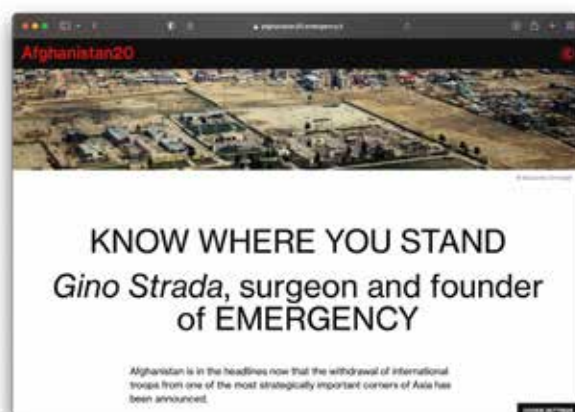 Afghanistan20
KNOW WHERE YOU STAND
Gino Strada, surgeon and founder
of EMERGENCY
Afghanistan is in the headlines now that the withdrawal of international
troops from one of the most strategically important corners of Asia has
been announced.